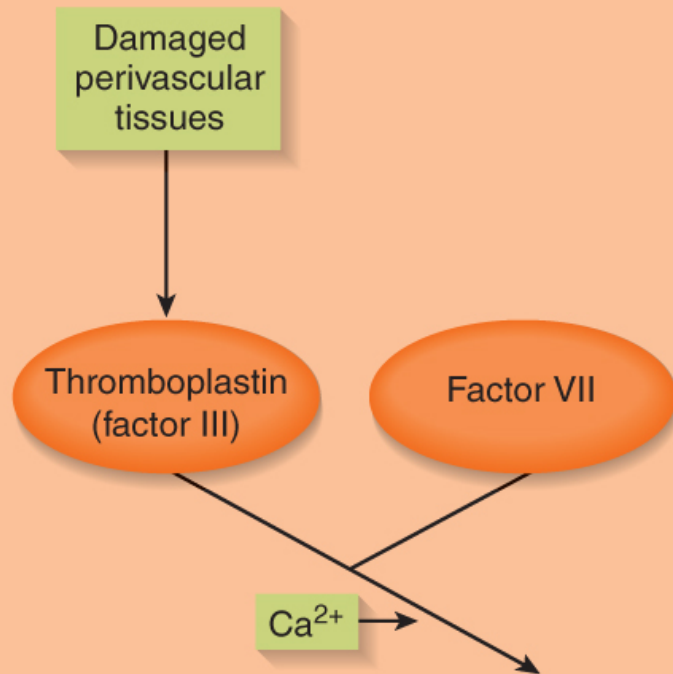 Damaged
perivascular
tissues
Thromboplastin
(factor III)
Factor VII
Ca²⁺